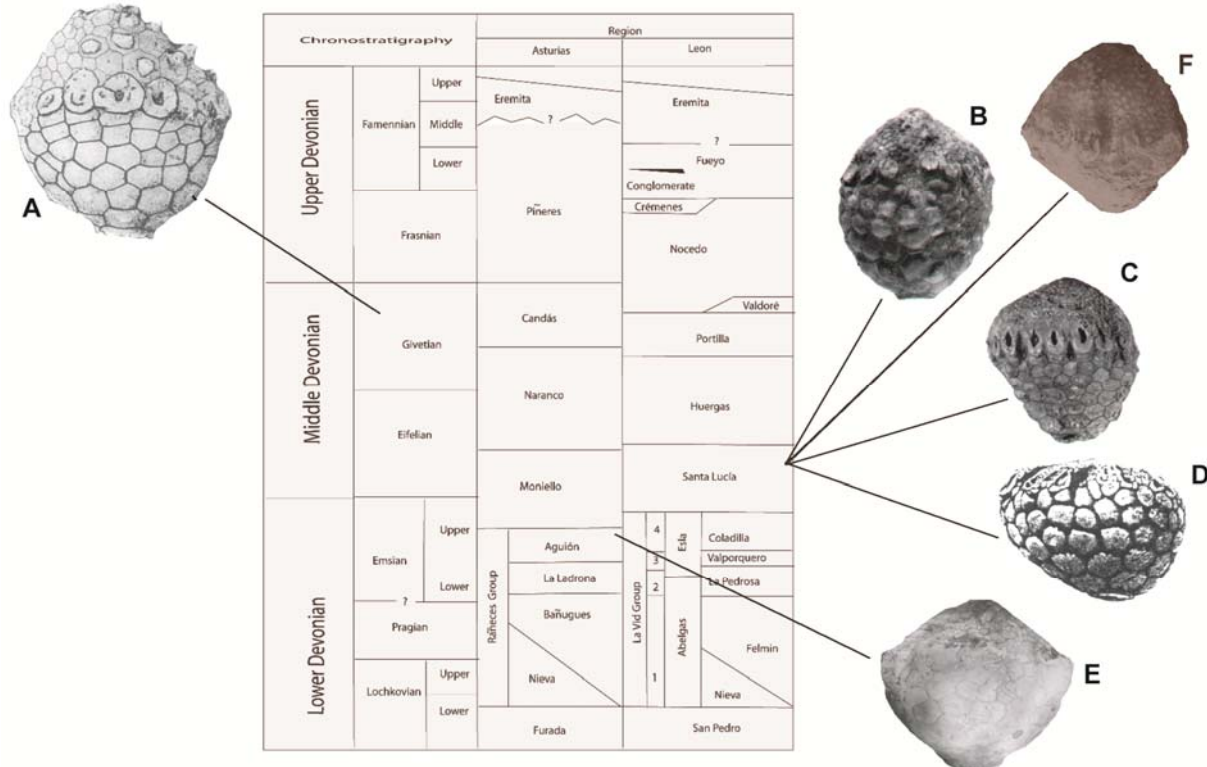 Chronostratigraphy
Region
Asturias
Leon
Upper Devonian
Famennian
Upper
Middle
Lower
Frasnian
Middle Devonian
Givetian
Eifelian
Lower Devonian
Emsian
Upper
Lower
?
Pragian
Lochkovian
Upper
Lower
Eremita
?
Piñeres
Candás
Naranco
Moniello
Rañeces Group
Aguión
La Ladrona
Bañugues
Nieva
Furada
Eremita
?
Fueyo
Conglomerate
Crémenes
Nocedo
Valdoré
Portilla
Huergas
Santa Lucía
La Vid Group
4
3
2
1
Esla
Abelgas
Coladilla
Valporquero
La Pedrosa
Felmin
Nieva
San Pedro
A
B
C
D
E
F